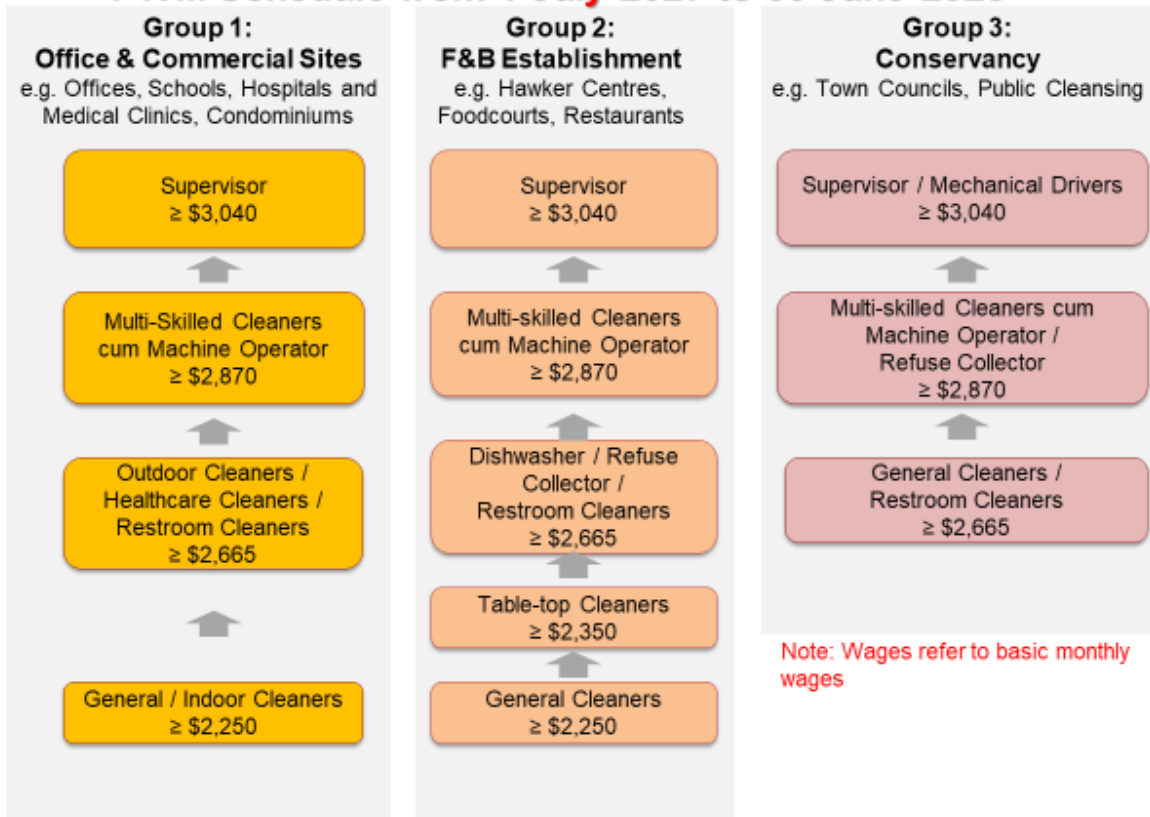 July
Group 1:
Office & Commercial Sites
e.g. Offices, Schools, Hospitals and
Medical Clinics, Condominiums
Supervisor
≥ $3,040
Multi-Skilled Cleaners
cum Machine Operator
≥ $2,870
Outdoor Cleaners /
Healthcare Cleaners /
Restroom Cleaners
≥ $2,665
General / Indoor Cleaners
≥ $2,250
Group 2:
F&B Establishment
e.g. Hawker Centres,
Foodcourts, Restaurants
Supervisor
≥ $3,040
Multi-skilled Cleaners
cum Machine Operator
≥ $2,870
Dishwasher / Refuse
Collector /
Restroom Cleaners
≥ $2,665
Table-top Cleaners
≥ $2,350
General Cleaners
≥ $2,250
Group 3:
Conservancy
e.g. Town Councils, Public Cleansing
Supervisor / Mechanical Drivers
≥ $3,040
Multi-skilled Cleaners cum
Machine Operator /
Refuse Collector
≥ $2,870
General Cleaners /
Restroom Cleaners
≥ $2,665
Note: Wages refer to basic monthly
wages